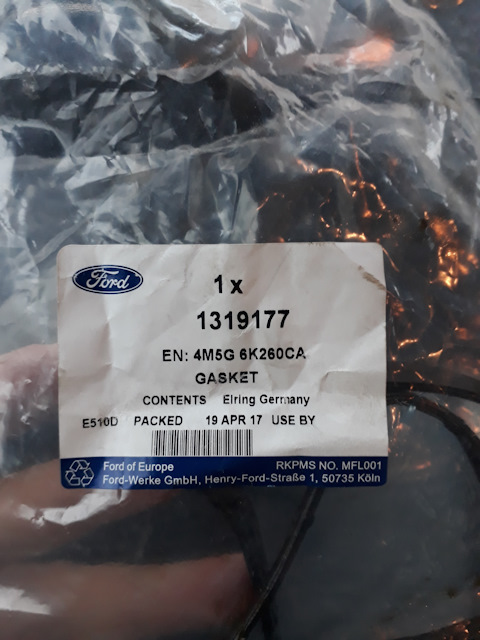 Ford
1 x
1319177
EN: 4M5G 6K260CA
GASKET
CONTENTS Elring Germany
E510D PACKED 19 APR 17 USE BY
Ford of Europe RKPMS NO. MFL001
Ford-Werke GmbH, Henry-Ford-Straße 1, 50735 Köln